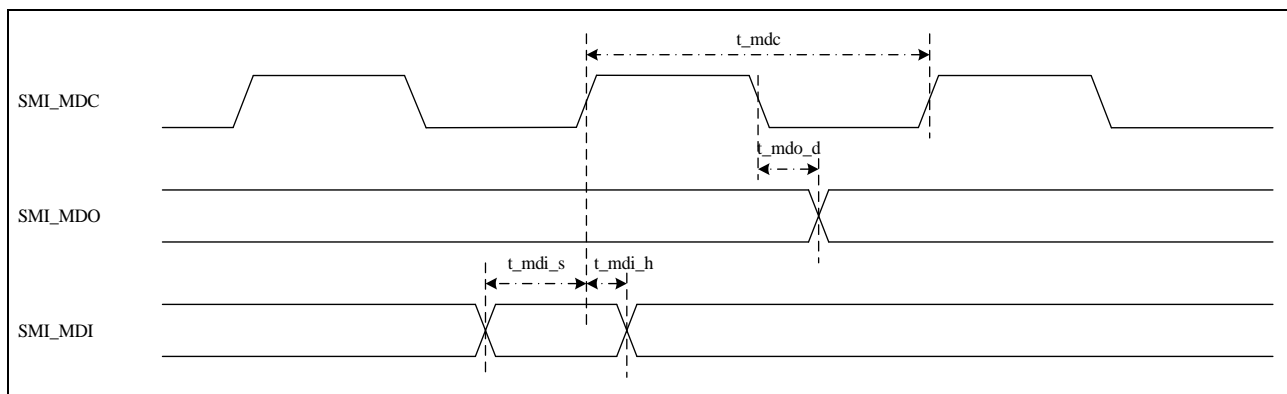 t_mdc
SMI_MDC
t_mdo_d
SMI_MDO
t_mdi_s t_mdi_h
SMI_MDI